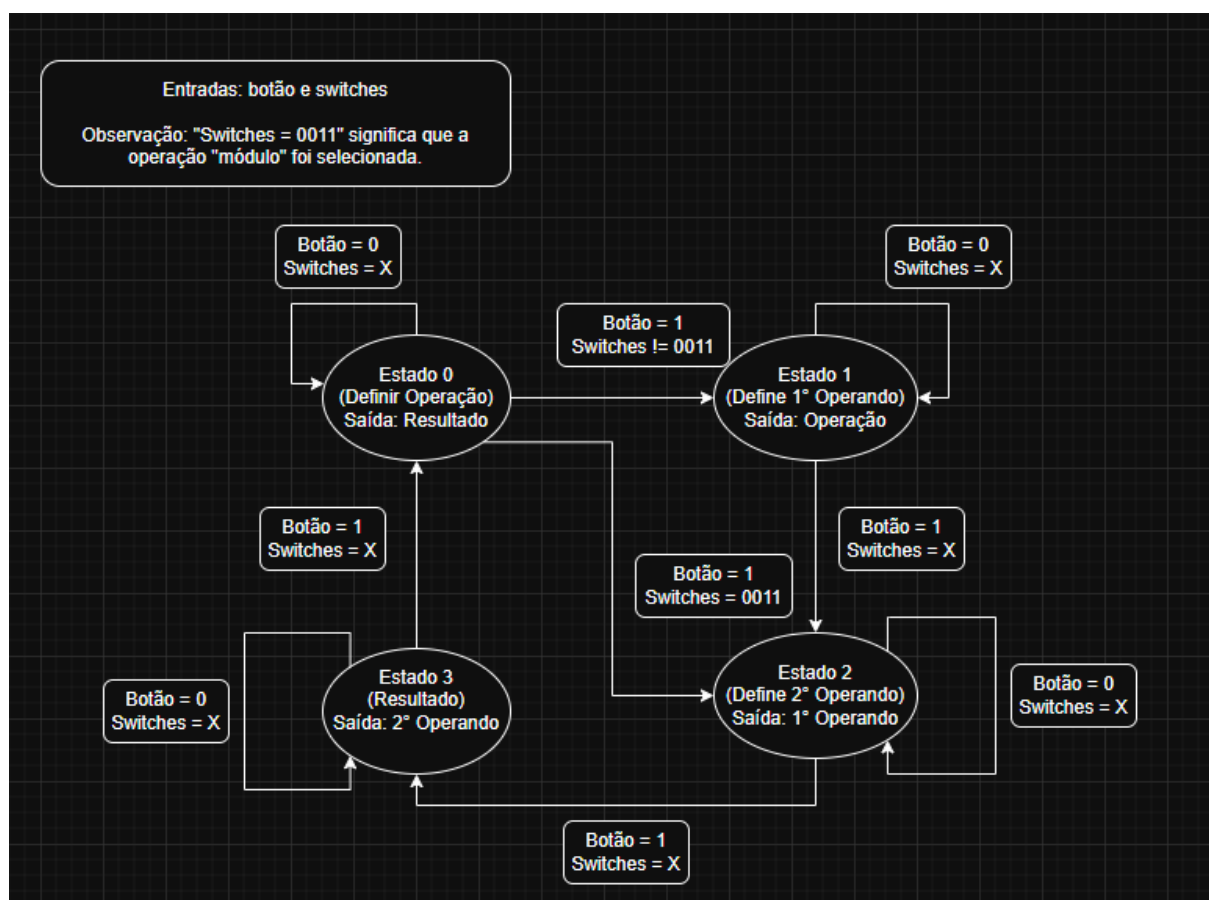 Entradas: botão e switches
Observação: "Switches = 0011" significa que a
operação "módulo" foi selecionada.
Botão = 0
Switches = X
Botão = 0
Switches = X
Botão = 1
Switches != 0011
Estado 0
(Definir Operação)
Saída: Resultado
Estado 1
(Define 1° Operando)
Saída: Operação
Botão = 1
Switches = X
Botão = 1
Switches = X
Botão = 1
Switches = 0011
Estado 3
(Resultado)
Saída: 2° Operando
Estado 2
(Define 2° Operando)
Saída: 1° Operando
Botão = 0
Switches = X
Botão = 0
Switches = X
Botão = 1
Switches = X